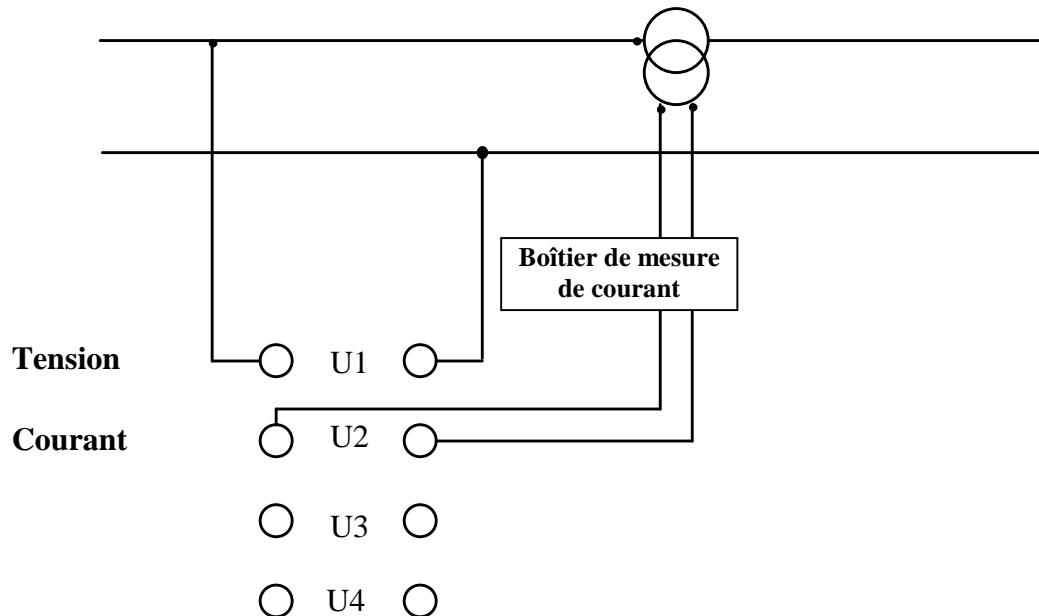 Boîtier de mesure
de courant
Tension
U1
Courant
U2
U3
U4